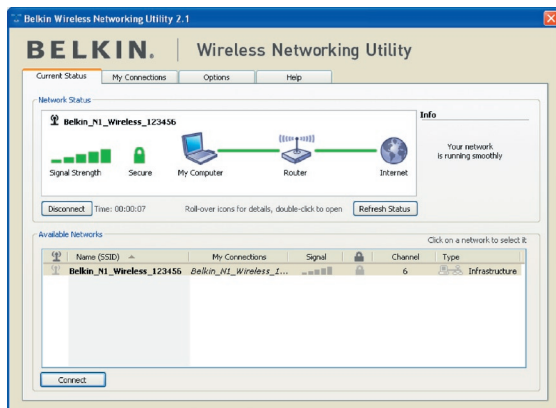 Belkin Wireless Networking Utility 2.1
BELKIN. Wireless Networking Utility
Current Status My Connections Options Help
Network Status
Belkin_N1_Wireless_123456
Signal Strength Secure My Computer Router Internet
Info
Your network
is running smoothly
Disconnect Time: 00:00:07 Roll-over icons for details, double-click to open Refresh Status
Available Networks
Click on a network to select it
Name (SSID) My Connections Signal Channel Type
Belkin_N1_Wireless_123456 Belkin_N1_Wireless_1... 6 Infrastructure
Connect